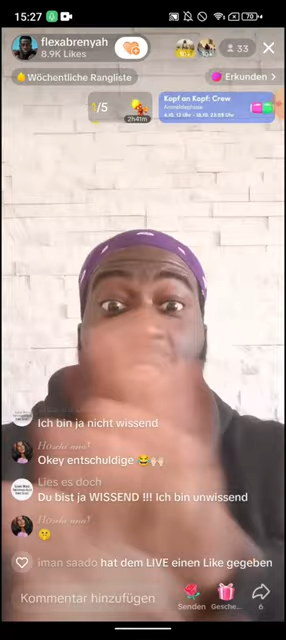 15:27
70
flexabrenyah
8.9K Likes
33
Wöchentliche Rangliste
Erkunden >
1/5
2h41m
Kopf an Kopf: Crew
Ich bin ja nicht wissend
Okey entschuldige 😂🙌🏼
Lies es doch
Du bist ja WISSEND !!! Ich bin unwissend
🤫
iman saado hat dem LIVE einen Like gegeben
Kommentar hinzufügen
Senden
Gesche...
6